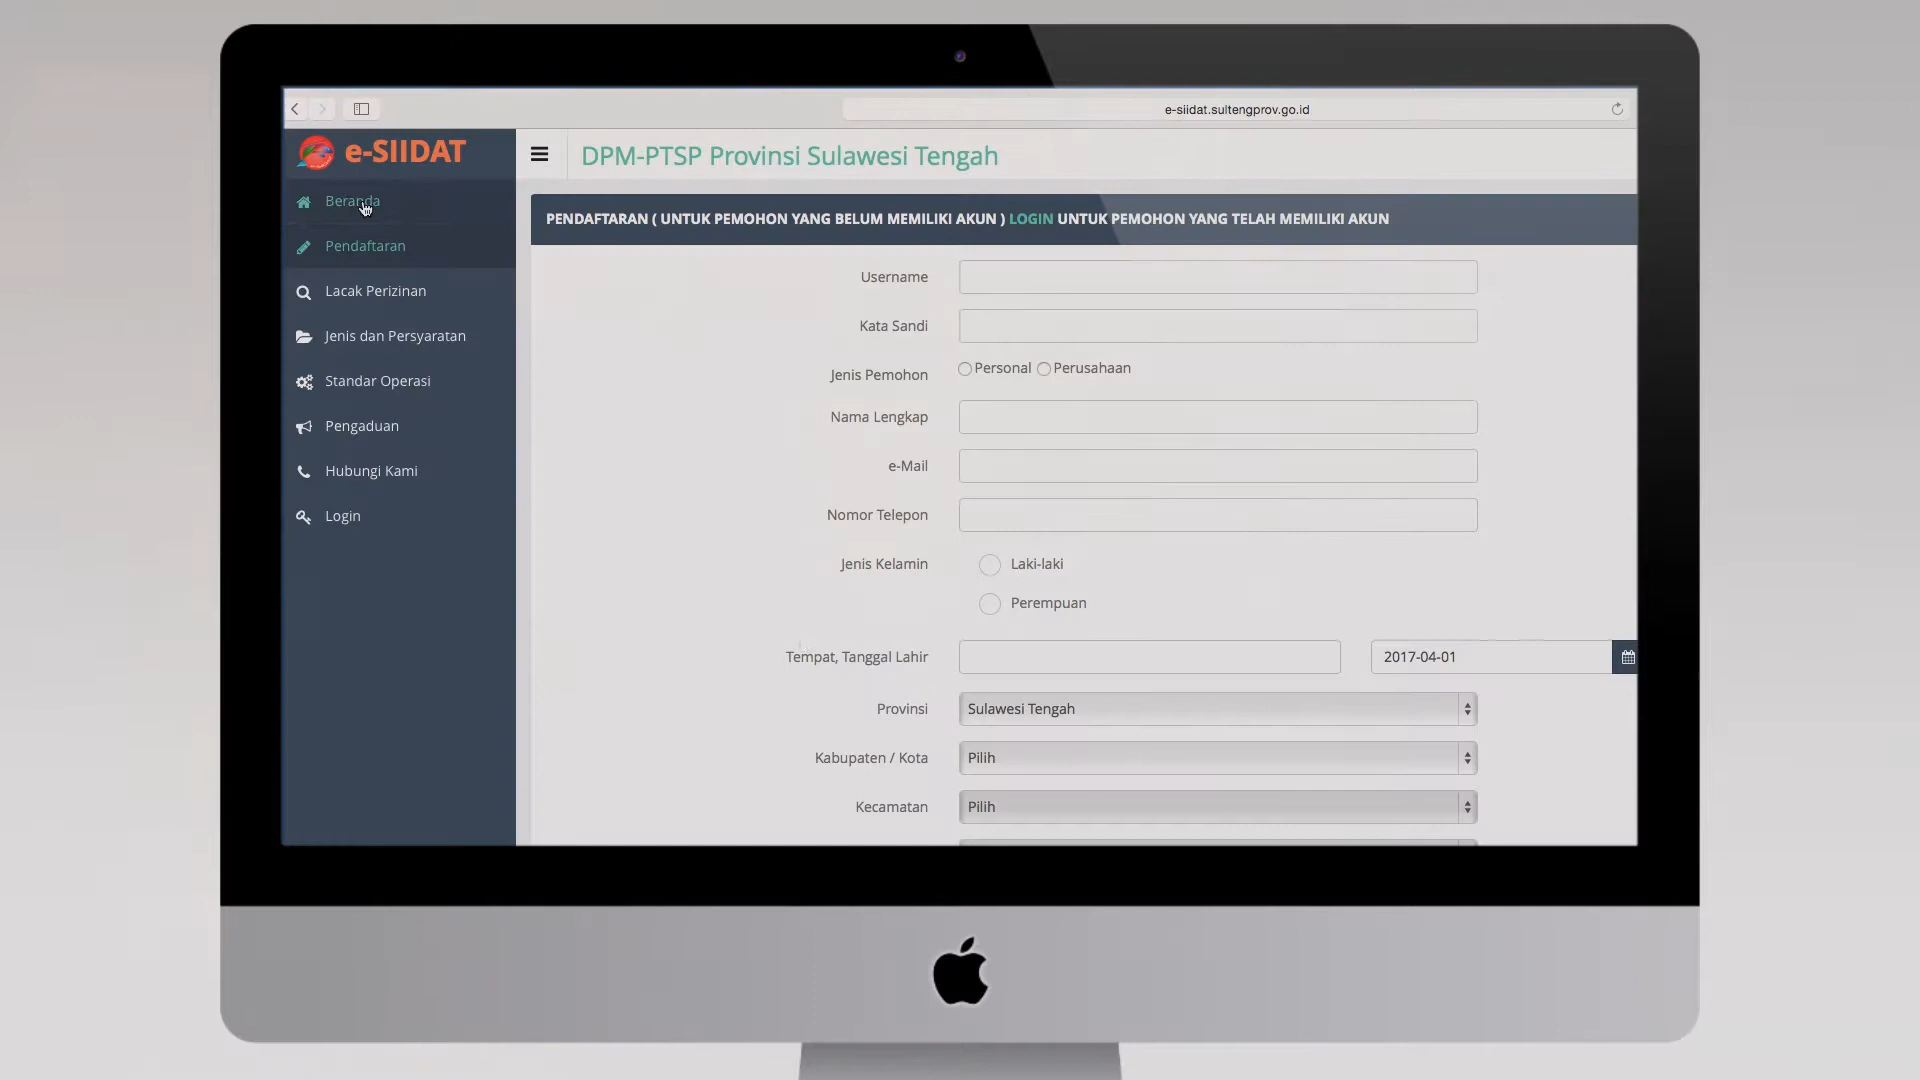 e-siidat.sultengprov.go.id
e-SIIDAT
DPM-PTSP Provinsi Sulawesi Tengah
Beranda
Pendaftaran
Lacak Perizinan
Jenis dan Persyaratan
Standar Operasi
Pengaduan
Hubungi Kami
Login
PENDAFTARAN ( UNTUK PEMOHON YANG BELUM MEMILIKI AKUN ) LOGIN UNTUK PEMOHON YANG TELAH MEMILIKI AKUN
Username
Kata Sandi
Jenis Pemohon Personal Perusahaan
Nama Lengkap
e-Mail
Nomor Telepon
Jenis Kelamin Laki-laki
Perempuan
Tempat, Tanggal Lahir 2017-04-01
Provinsi Sulawesi Tengah
Kabupaten / Kota Pilih
Kecamatan Pilih